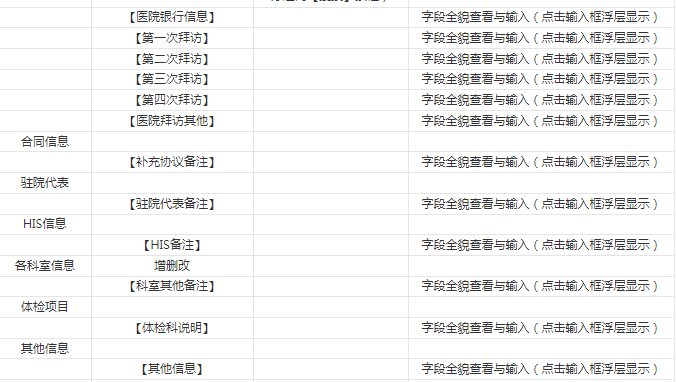 【医院银行信息】 字段全貌查看与输入（点击输入框浮层显示）
【第一次拜访】 字段全貌查看与输入（点击输入框浮层显示）
【第二次拜访】 字段全貌查看与输入（点击输入框浮层显示）
【第三次拜访】 字段全貌查看与输入（点击输入框浮层显示）
【第四次拜访】 字段全貌查看与输入（点击输入框浮层显示）
【医院拜访其他】 字段全貌查看与输入（点击输入框浮层显示）
合同信息
【补充协议备注】 字段全貌查看与输入（点击输入框浮层显示）
驻院代表
【驻院代表备注】 字段全貌查看与输入（点击输入框浮层显示）
HIS信息
【HIS备注】 字段全貌查看与输入（点击输入框浮层显示）
各科室信息 增删改
【科室其他备注】 字段全貌查看与输入（点击输入框浮层显示）
体检项目
【体检科说明】 字段全貌查看与输入（点击输入框浮层显示）
其他信息
【其他信息】 字段全貌查看与输入（点击输入框浮层显示）